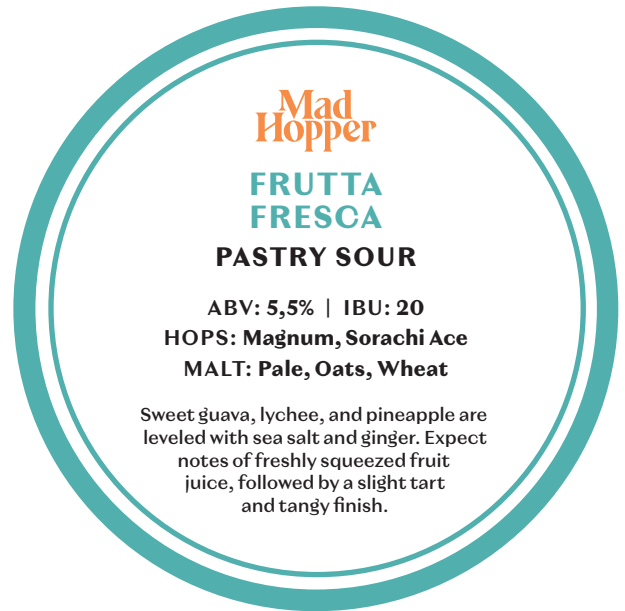 Mad
Hopper
FRUTTA
FRESCA
PASTRY SOUR
ABV: 5,5% | IBU: 20
HOPS: Magnum, Sorachi Ace
MALT: Pale, Oats, Wheat
Sweet guava, lychee, and pineapple are
leveled with sea salt and ginger. Expect
notes of freshly squeezed fruit
juice, followed by a slight tart
and tangy finish.